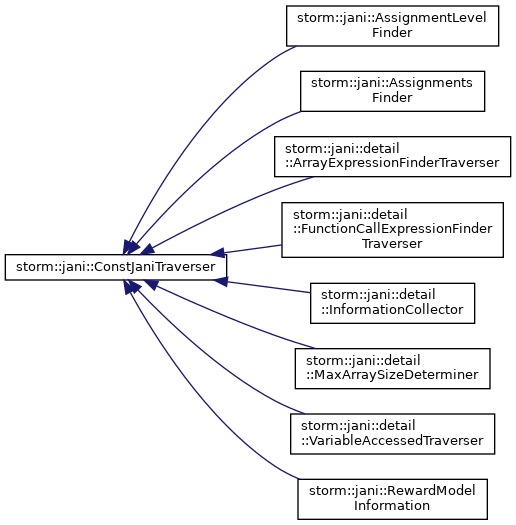 storm::jani::AssignmentLevel
Finder
storm::jani::Assignments
Finder
storm::jani::detail
::ArrayExpressionFinderTraverser
storm::jani::detail
::FunctionCallExpressionFinder
Traverser
storm::jani::ConstJaniTraverser
storm::jani::detail
::InformationCollector
storm::jani::detail
::MaxArraySizeDeterminer
storm::jani::detail
::VariableAccessedTraverser
storm::jani::RewardModel
Information